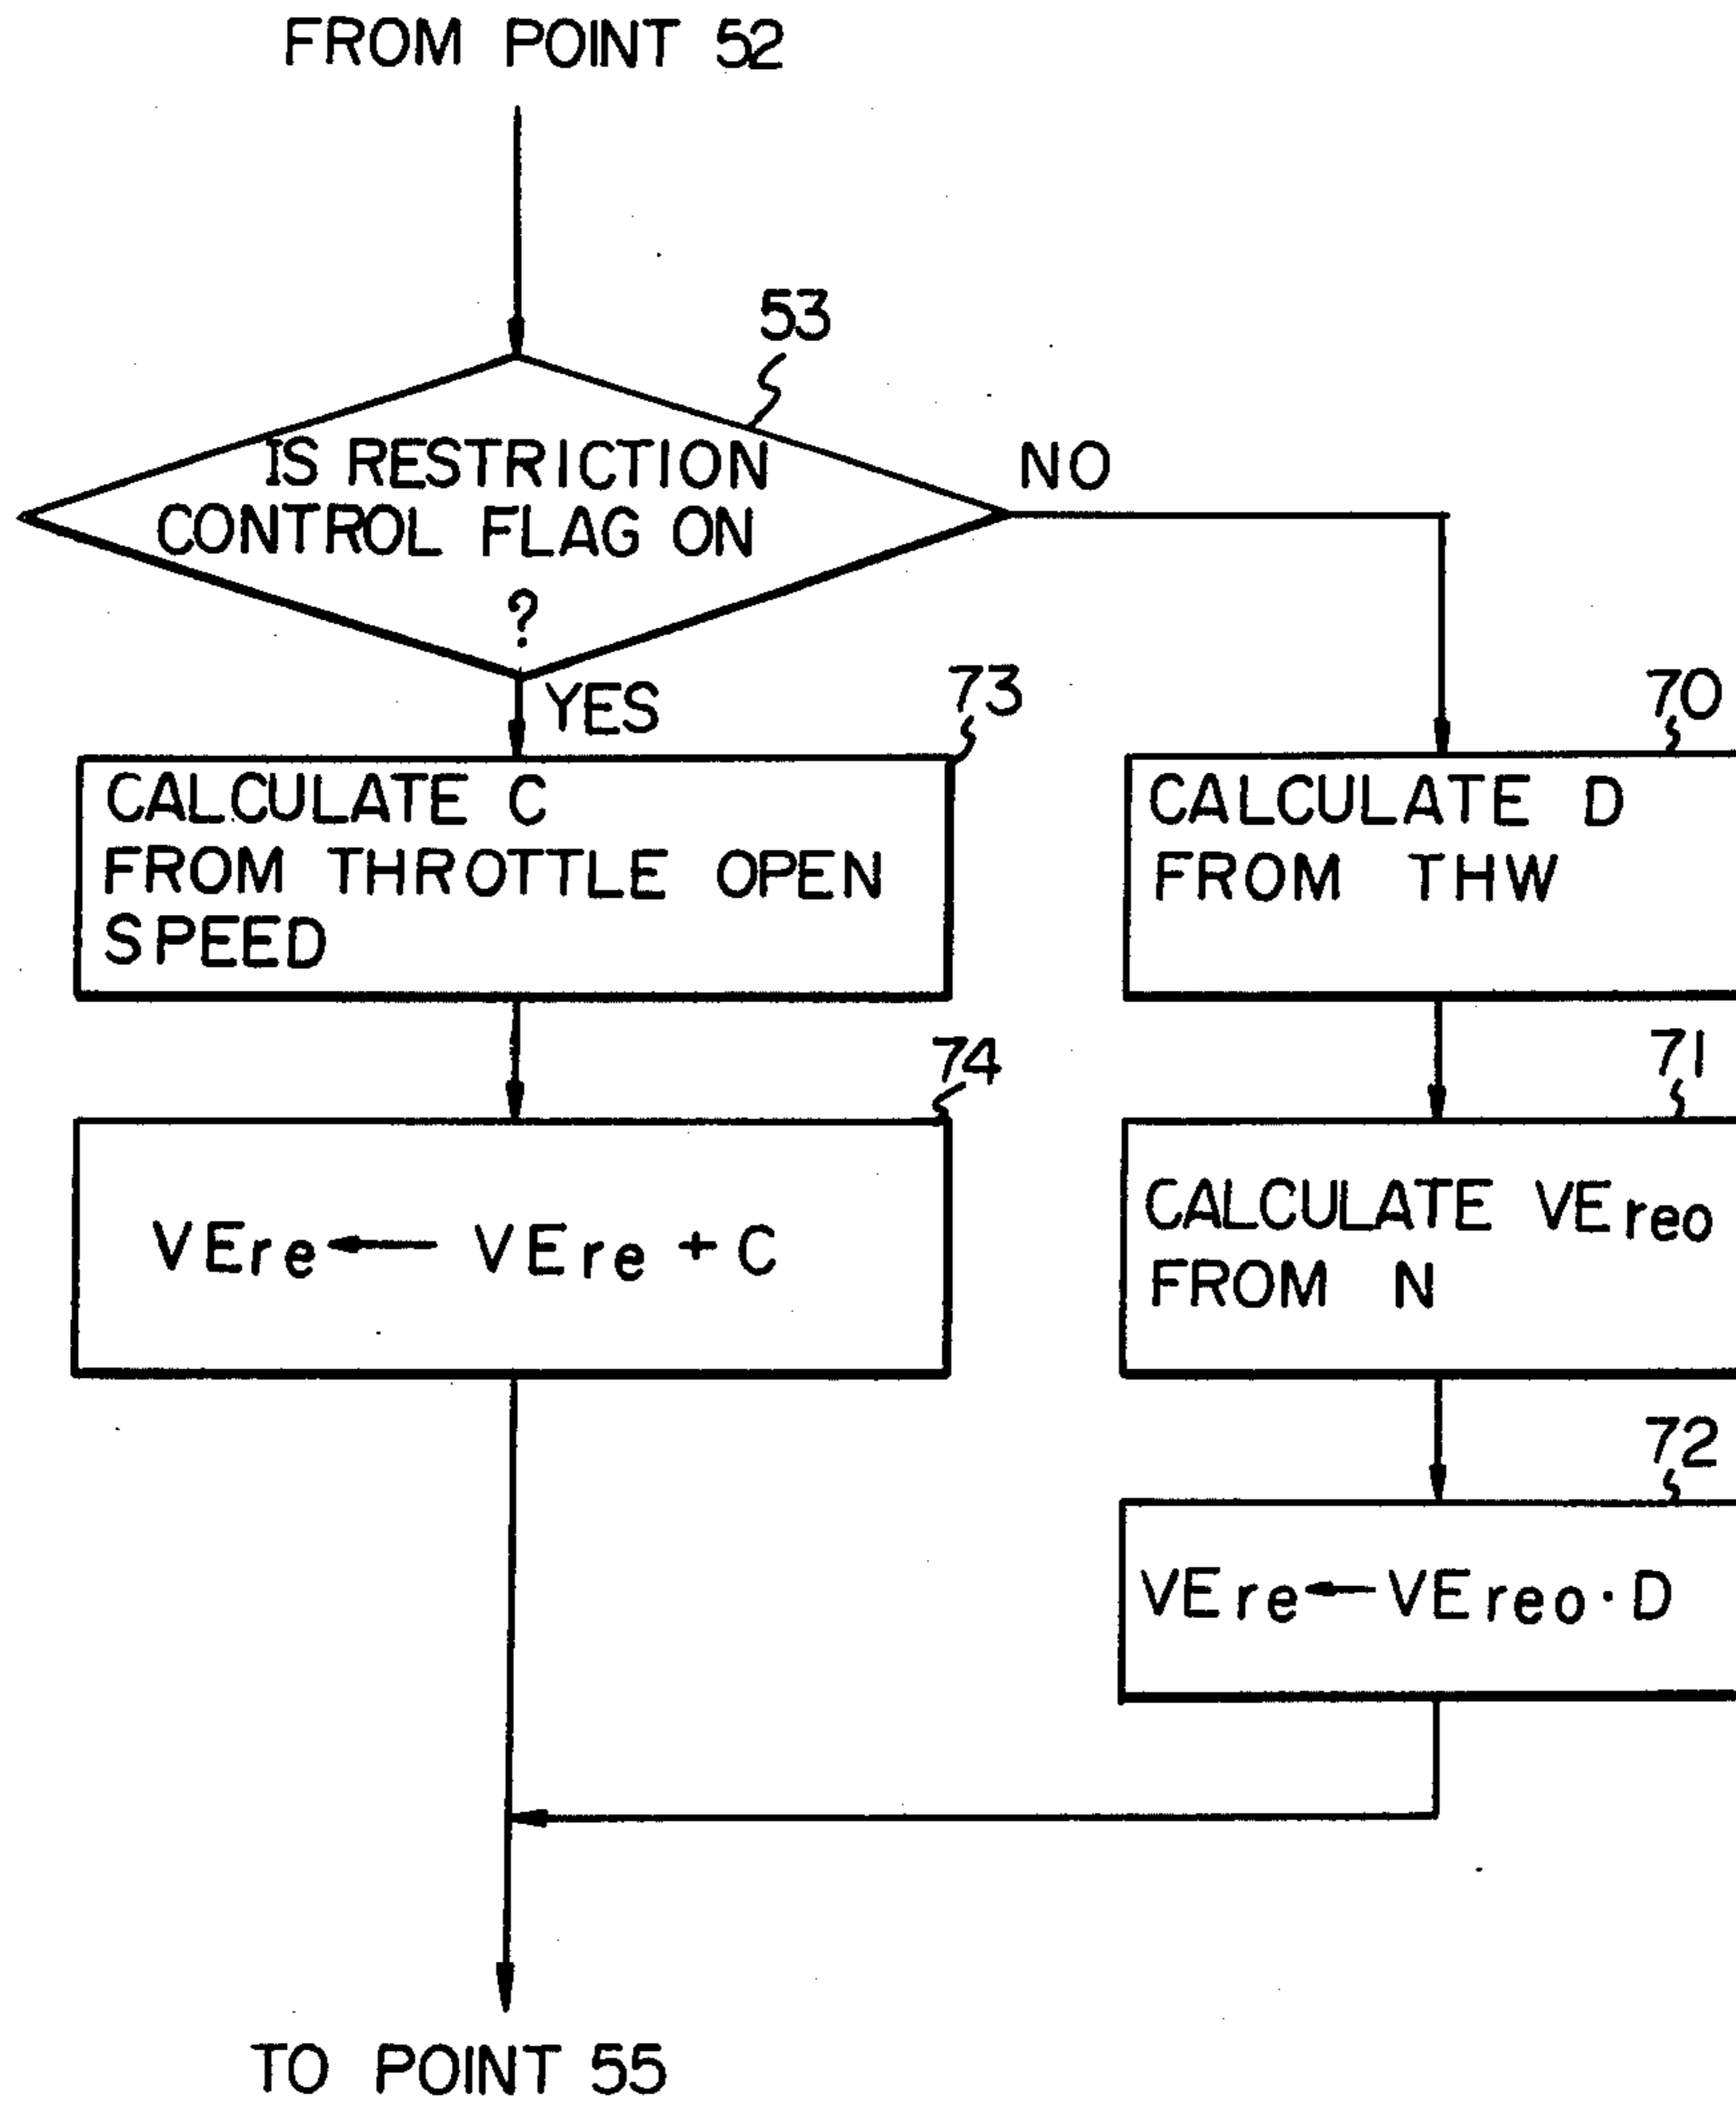 FROM POINT 52
53
IS RESTRICTION
CONTROL FLAG ON
?
NO
YES
73
CALCULATE C
FROM THROTTLE OPEN
SPEED
74
VEre ← VEre + C
70
CALCULATE D
FROM THW
71
CALCULATE VEreo
FROM N
72
VEre ← VEreo · D
TO POINT 55